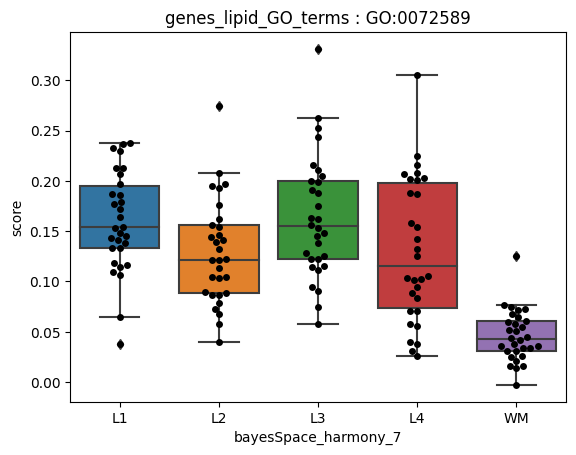 genes_lipid_GO_terms : GO:0072589
0.30
0.25
0.20
0.15
0.10
0.05
0.00
score
L1 L2 L3 L4 WM
bayesSpace_harmony_7